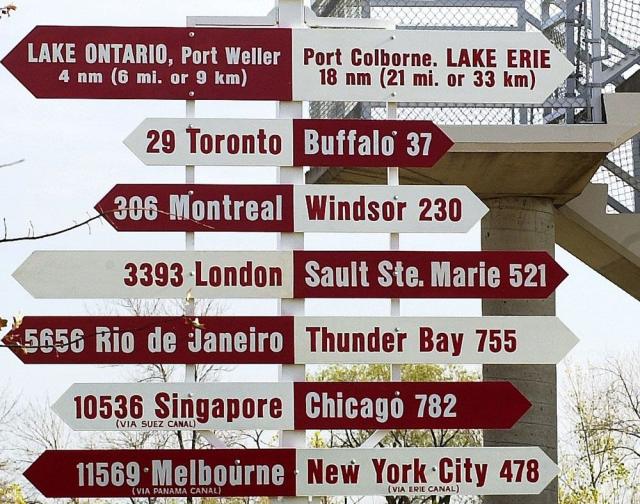 LAKE ONTARIO, Port Weller
4 nm (6 mi. or 9 km)
Port Colborne. LAKE ERIE
18 nm (21 mi. or 33 km)
29 Toronto
Buffalo 37
306 Montreal
Windsor 230
3393 London
Sault Ste. Marie 521
5656 Rio de Janeiro
Thunder Bay 755
10536 Singapore
(VIA SUEZ CANAL)
Chicago 782
11569 Melbourne
(VIA PANAMA CANAL)
New York City 478
(VIA ERIE CANAL)